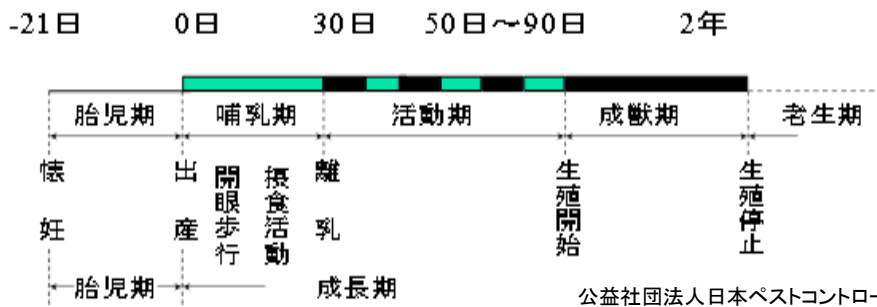 -21日 0日 30日 50日〜90日 2年
胎児期 哺乳期 活動期 成獣期 老生期
懐妊 出産 開眼歩行 摂食活動 離乳 生殖開始 生殖停止
胎児期 成長期
公益社団法人日本ペストコントロー